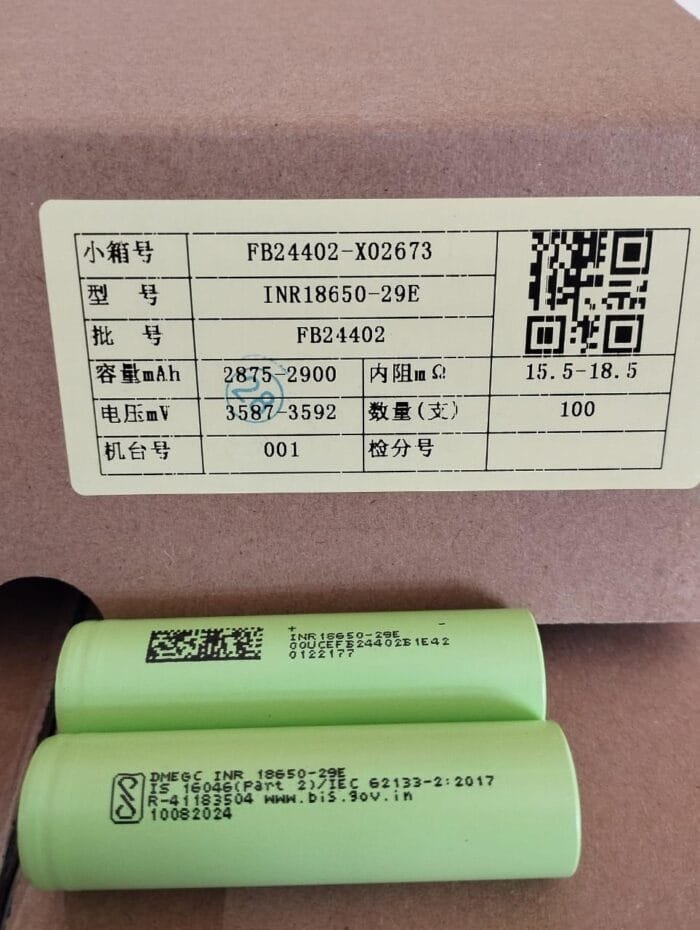 小箱号 FB24402-X02673
型 号 INR18650-29E
批 号 FB24402
容量mAh 2875-2900 内阻mΩ 15.5-18.5
电压mV 3587-3592 数量(支) 100
机台号 001 检分号
28
+ -
INR18650-29E
00UCEFB24402B1E42
0122177
DMEGC INR 18650-29E
IS 16046(Part 2)/IEC 62133-2:2017
R-41183504 www.bis.gov.in
10082024